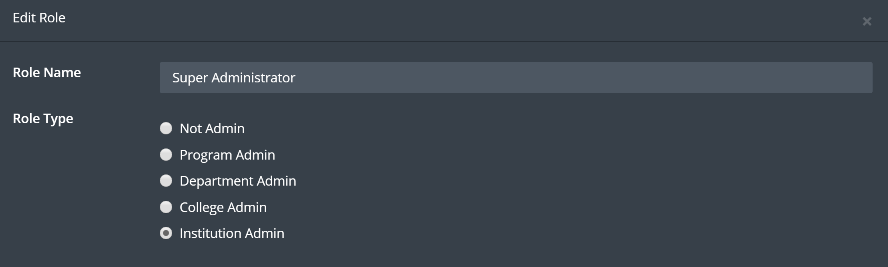 Edit Role
Role Name
Super Administrator
Role Type
Not Admin
Program Admin
Department Admin
College Admin
Institution Admin